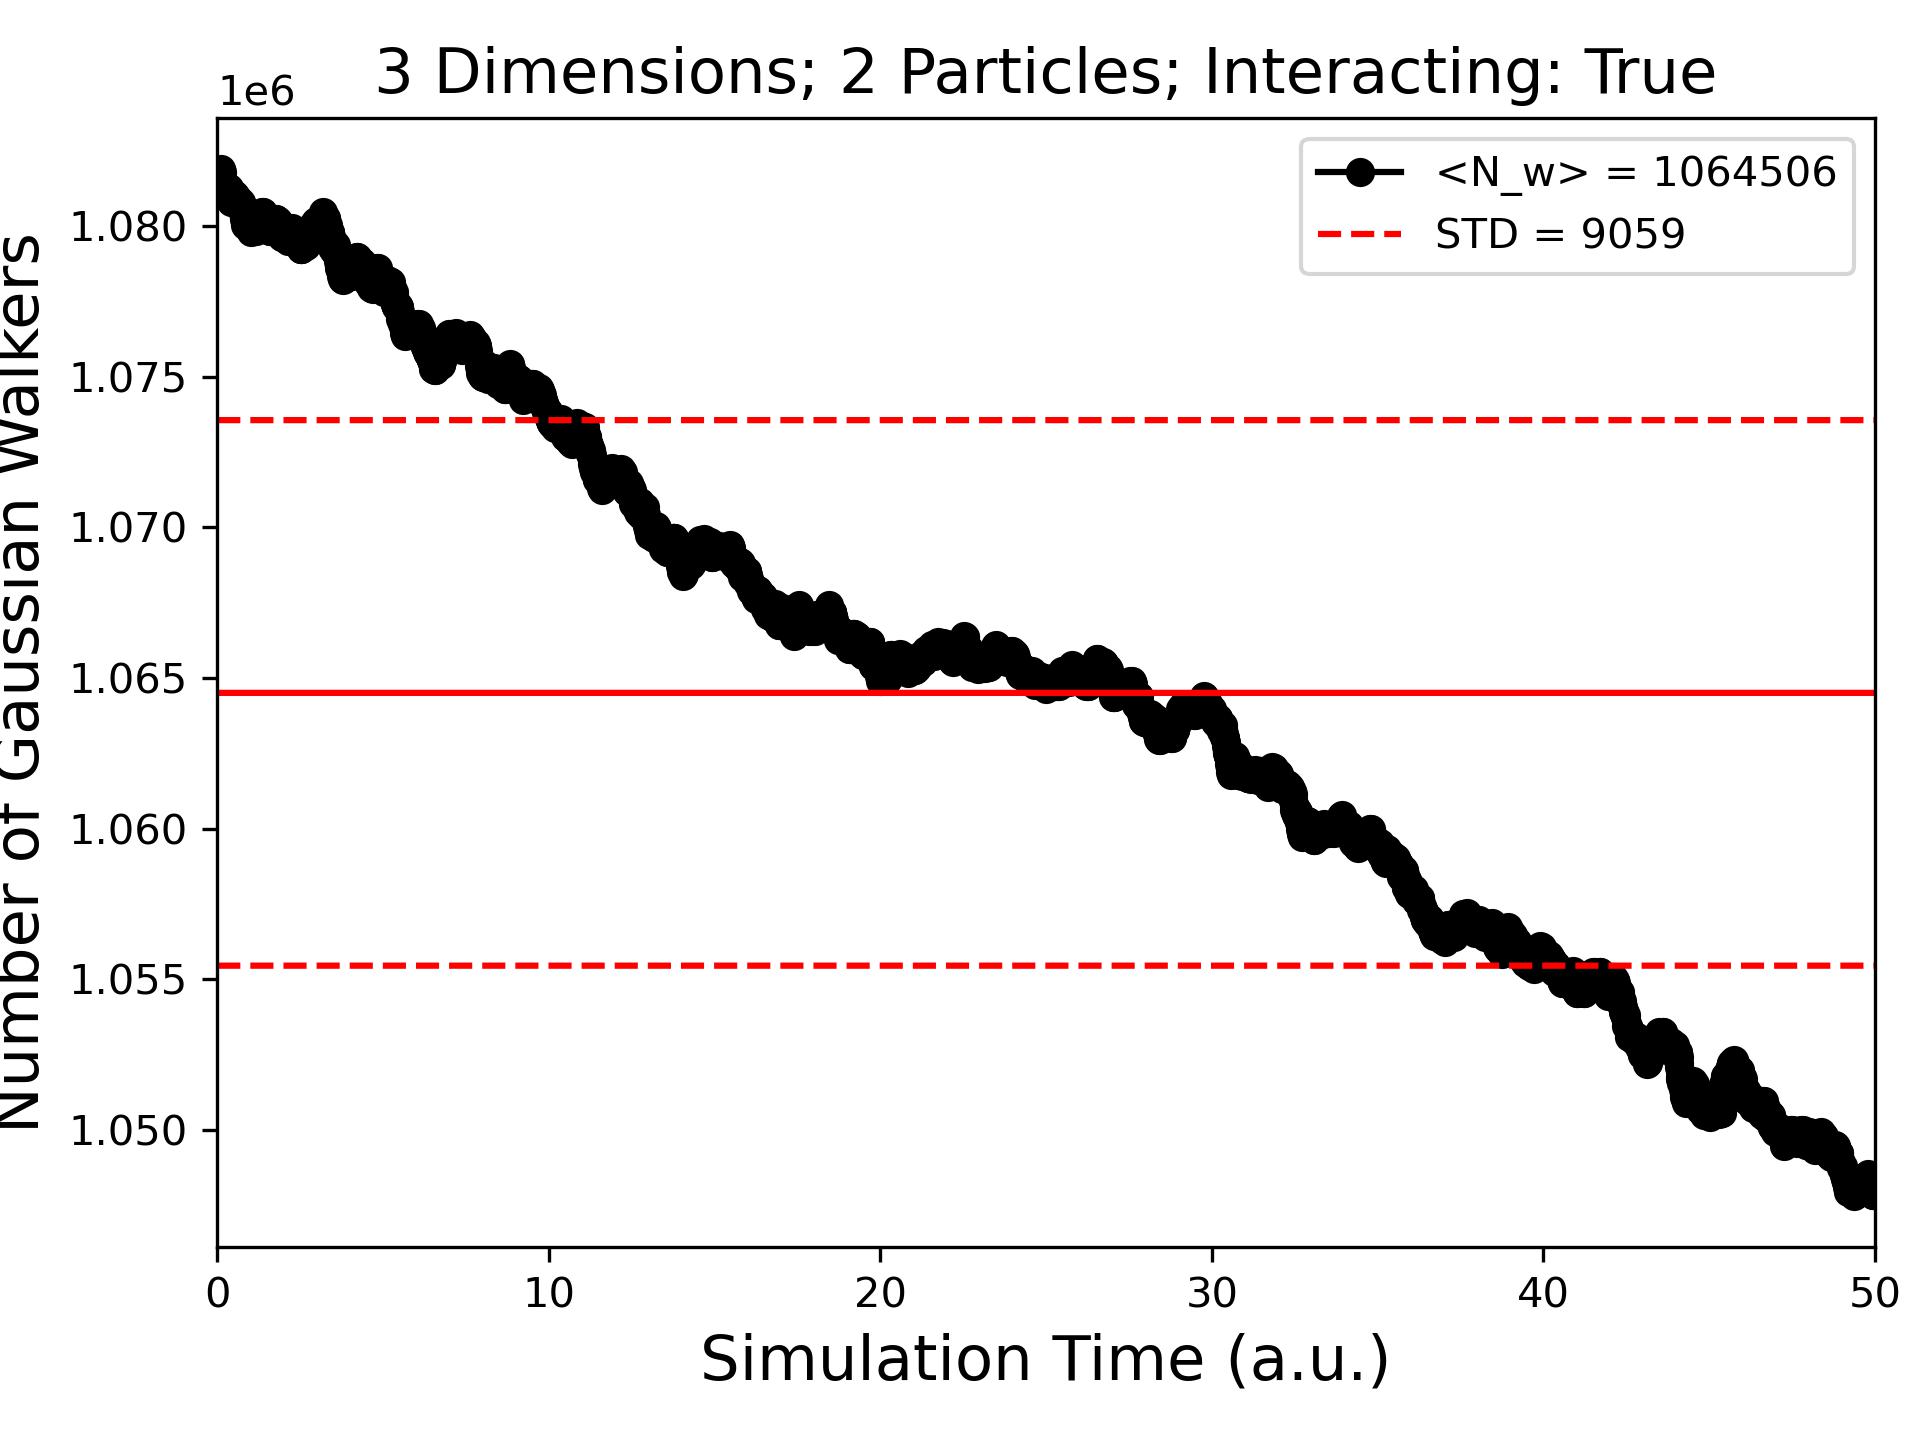 3 Dimensions; 2 Particles; Interacting: True
1e6
<N_w> = 1064506
STD = 9059
Number of Gaussian Walkers
1.080
1.075
1.070
1.065
1.060
1.055
1.050
0 10 20 30 40 50
Simulation Time (a.u.)